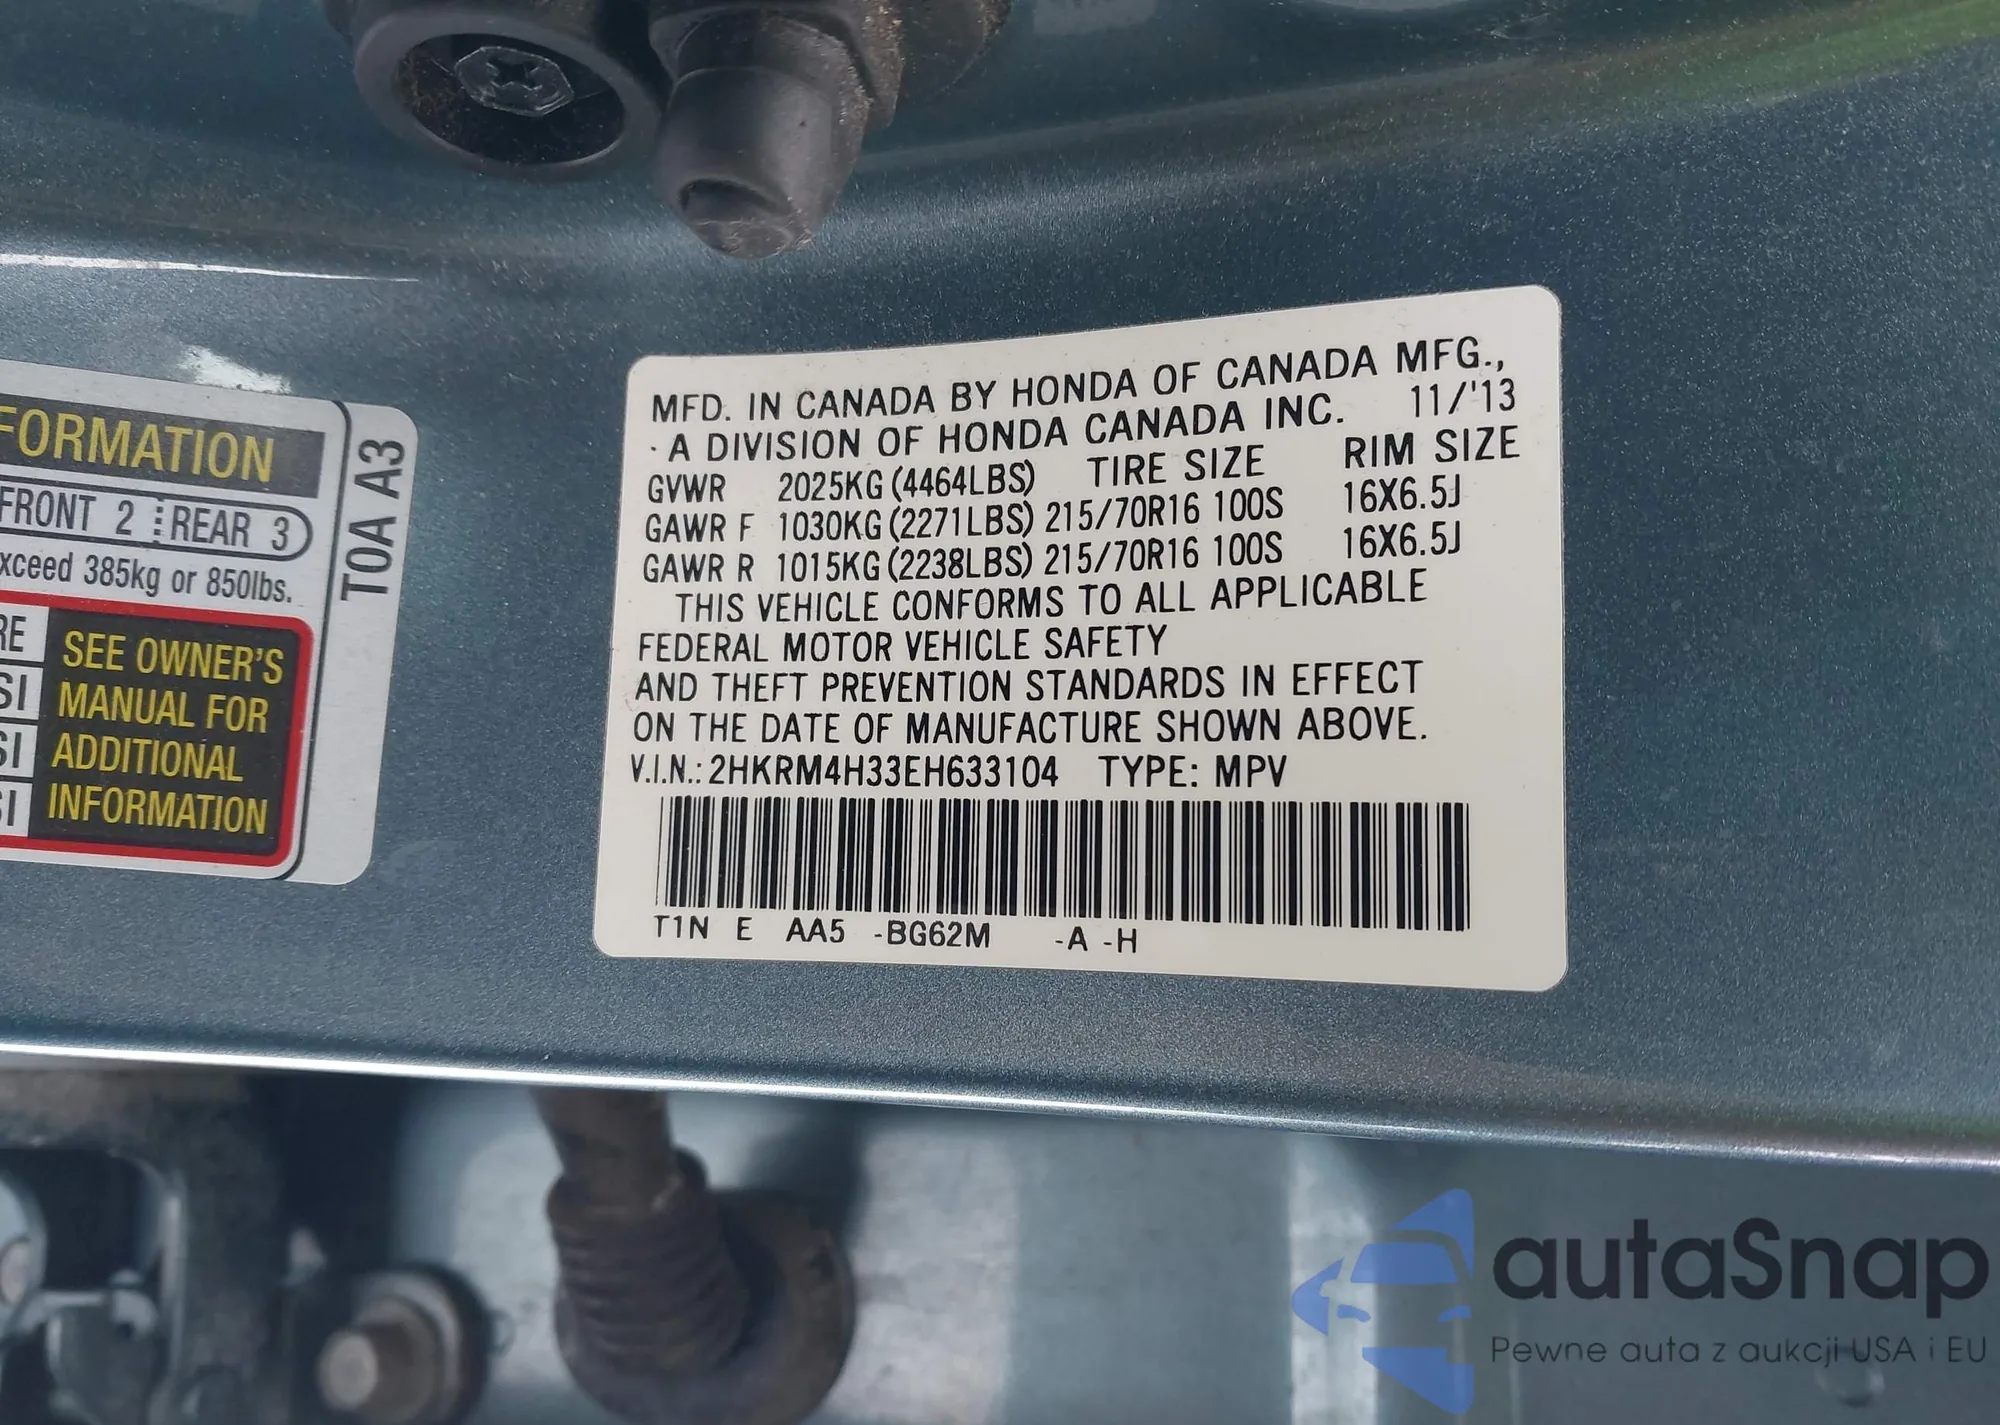 FORMATION
FRONT 2 REAR 3
xceed 385kg or 850lbs.
RE
SI
SI
SI
SEE OWNER'S
MANUAL FOR
ADDITIONAL
INFORMATION
T0A A3
MFD. IN CANADA BY HONDA OF CANADA MFG.,
·A DIVISION OF HONDA CANADA INC. 11/'13
GVWR 2025KG (4464LBS) TIRE SIZE RIM SIZE
GAWR F 1030KG (2271LBS) 215/70R16 100S 16X6.5J
GAWR R 1015KG (2238LBS) 215/70R16 100S 16X6.5J
THIS VEHICLE CONFORMS TO ALL APPLICABLE
FEDERAL MOTOR VEHICLE SAFETY
AND THEFT PREVENTION STANDARDS IN EFFECT
ON THE DATE OF MANUFACTURE SHOWN ABOVE.
V.I.N.: 2HKRM4H33EH633104 TYPE: MPV
T1N E AA5 -BG62M -A -H
autaSnap
Pewne auta z aukcji USA i EU